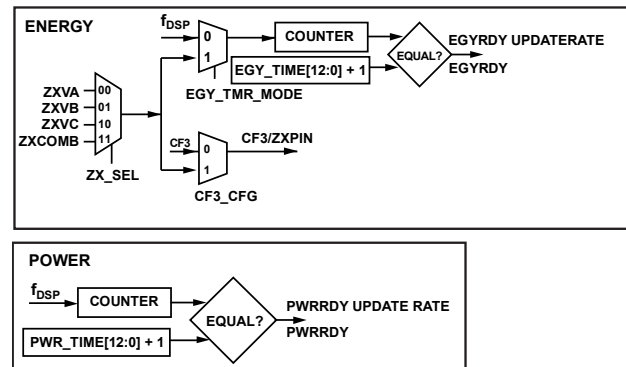 ENERGY
fDSP
0
1
COUNTER
EGY_TIME[12:0] + 1
EGY_TMR_MODE
EQUAL?
EGYRDY UPDATERATE
EGYRDY
ZXVA
ZXVB
ZXVC
ZXCOMB
00
01
10
11
ZX_SEL
CF3
0
1
CF3_CFG
CF3/ZXPIN
POWER
fDSP
COUNTER
PWR_TIME[12:0] + 1
EQUAL?
PWRRDY UPDATE RATE
PWRRDY